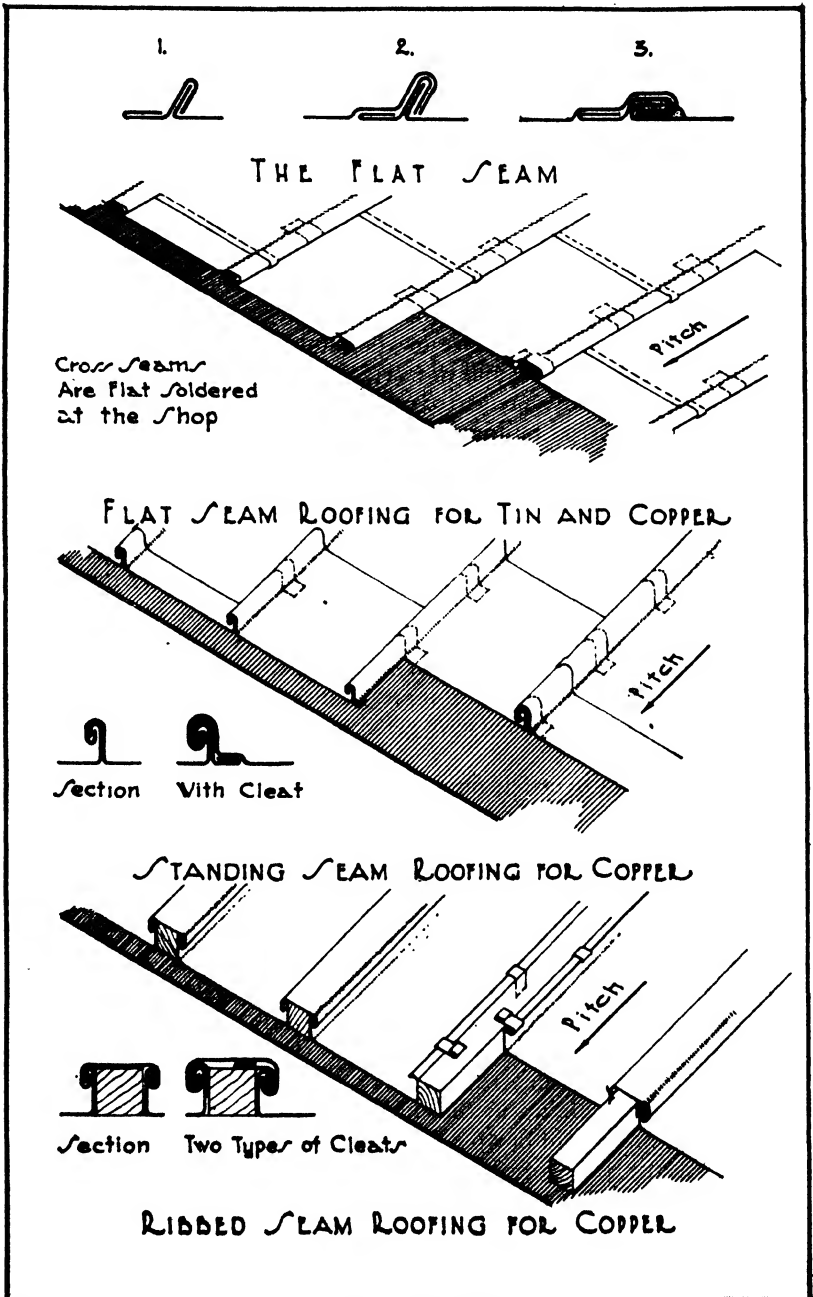 1. 2. 3.
THE FLAT SEAM
Pitch
Cross Seams
Are Flat Soldered
at the Shop
FLAT SEAM ROOFING FOR TIN AND COPPER
Pitch
Section With Cleat
STANDING SEAM ROOFING FOR COPPER
Pitch
Section Two Types of Cleats
RIBBED SEAM ROOFING FOR COPPER